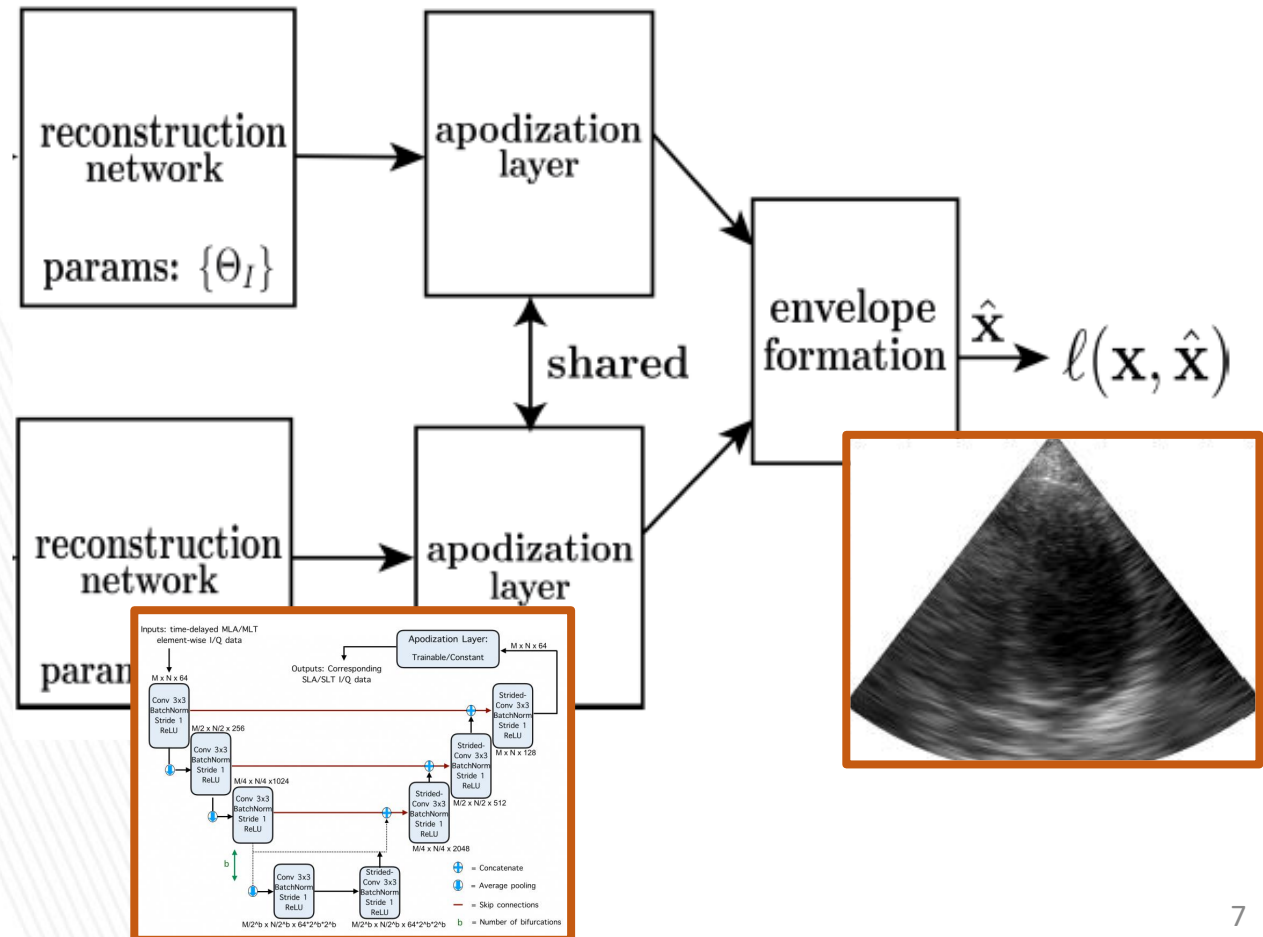 reconstruction
network
params: {Θ_I}
apodization
layer
shared
envelope
formation
x̂
ℓ(x, x̂)
reconstruction
network
apodization
layer
Inputs: time-delayed MLA/MLT
element-wise I/Q data
M x N x 64
Conv 3x3
BatchNorm
Stride 1
ReLU
M/2 x N/2 x 256
Conv 3x3
BatchNorm
Stride 1
ReLU
M/4 x N/4 x1024
Conv 3x3
BatchNorm
Stride 1
ReLU
b
Conv 3x3
BatchNorm
Stride 1
ReLU
M/2^b x N/2^b x 64*2^b*2^b
Strided-
Conv 3x3
BatchNorm
Stride 1
ReLU
M/2^b x N/2^b x 64*2^b*2^b
Strided-
Conv 3x3
BatchNorm
Stride 1
ReLU
M/4 x N/4 x 2048
Strided-
Conv 3x3
BatchNorm
Stride 1
ReLU
M/2 x N/2 x 512
Strided-
Conv 3x3
BatchNorm
Stride 1
ReLU
M x N x 128
M x N x 64
Apodization Layer:
Trainable/Constant
Outputs: Corresponding
SLA/SLT I/Q data
= Concatenate
= Average pooling
= Skip connections
b = Number of bifurcations
7